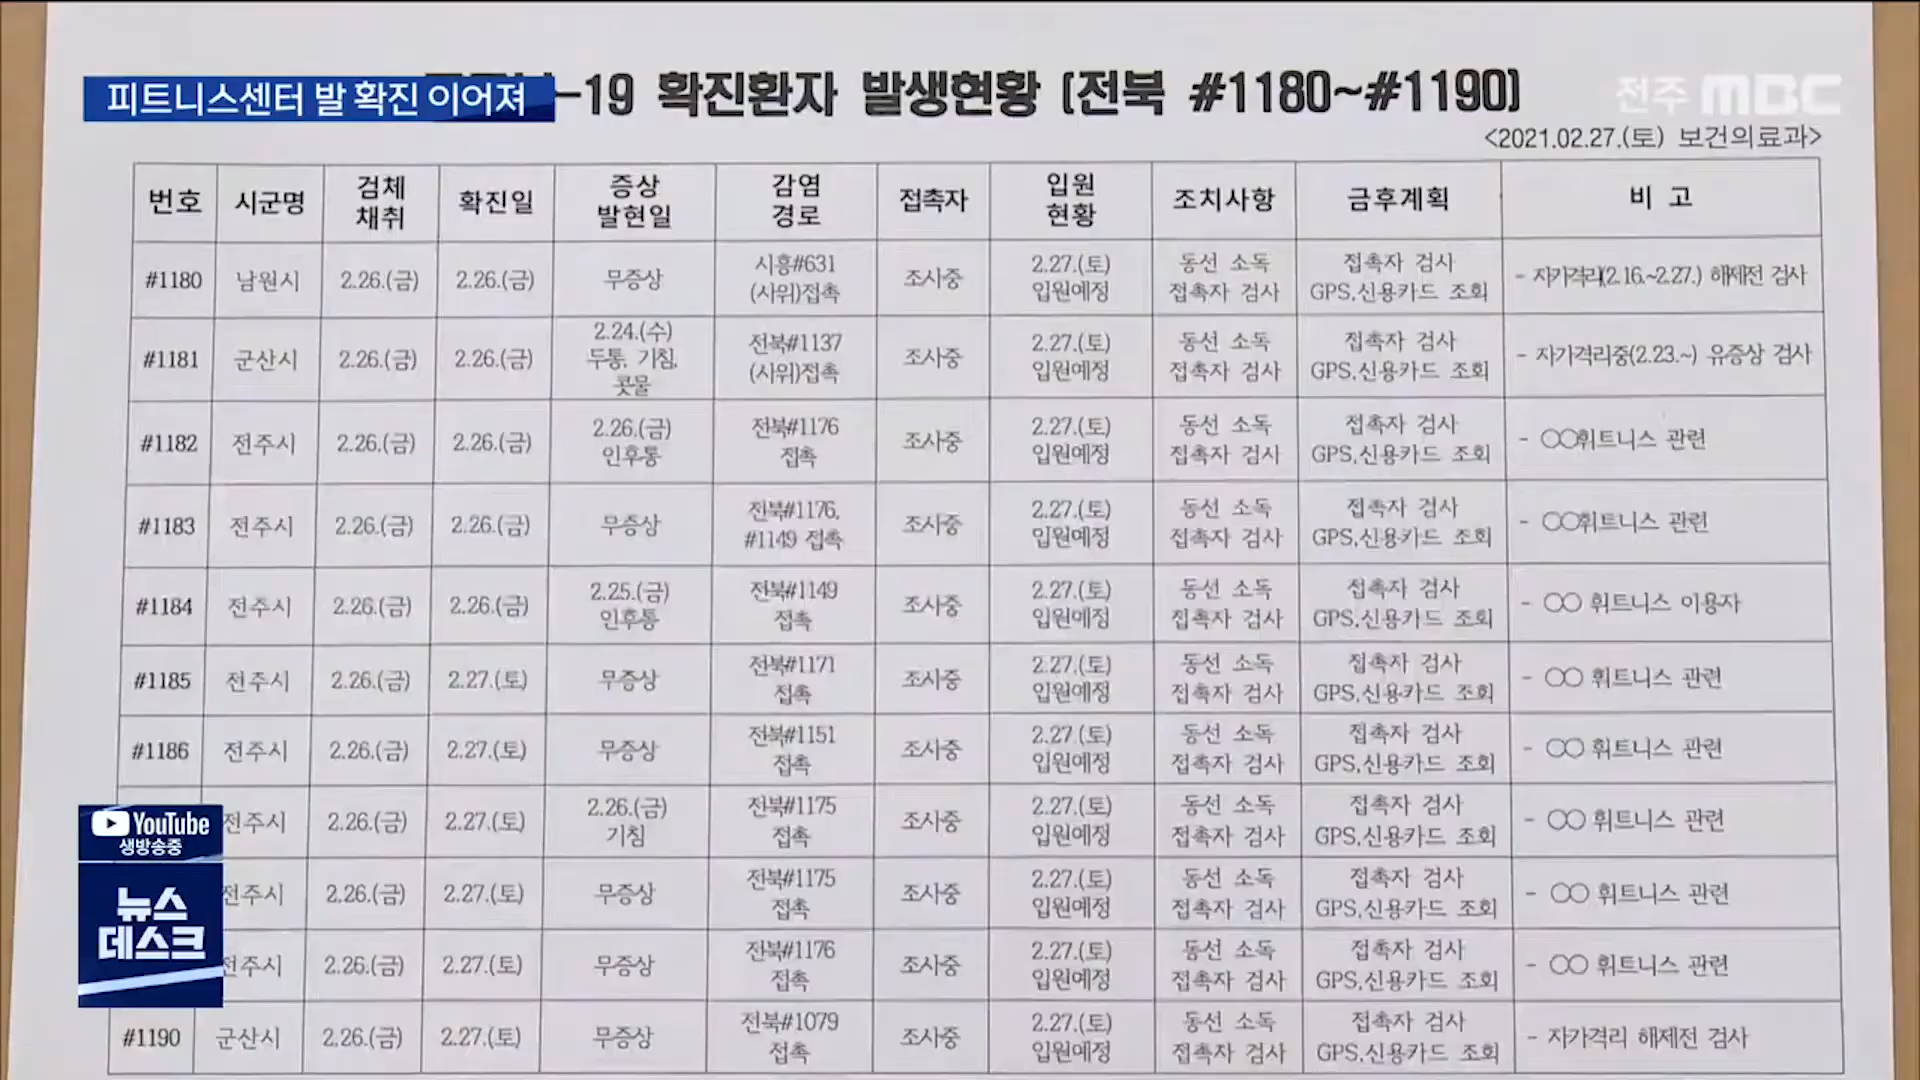 피트니스센터 발 확진 이어져
-19 확진환자 발생현황 [전북 #1180~#1190]
전주 MBC
<2021.02.27.(토) 보건의료과>
번호 시군명 검체 채취 확진일 증상 발현일 감염 경로 접촉자 입원 현황 조치사항 금후계획 비 고
#1180 남원시 2.26.(금) 2.26.(금) 무증상 시흥#631 (사위)접촉 조사중 2.27.(토) 입원예정 동선 소독 접촉자 검사 접촉자 검사 GPS,신용카드 조회 - 자가격리(2.16.~2.27.) 해제전 검사
#1181 군산시 2.26.(금) 2.26.(금) 2.24.(수) 두통, 기침, 콧물 전북#1137 (사위)접촉 조사중 2.27.(토) 입원예정 동선 소독 접촉자 검사 접촉자 검사 GPS,신용카드 조회 - 자가격리중(2.23.~) 유증상 검사
#1182 전주시 2.26.(금) 2.26.(금) 2.26.(금) 인후통 전북#1176 접촉 조사중 2.27.(토) 입원예정 동선 소독 접촉자 검사 접촉자 검사 GPS,신용카드 조회 - ○○휘트니스 관련
#1183 전주시 2.26.(금) 2.26.(금) 무증상 전북#1176, #1149 접촉 조사중 2.27.(토) 입원예정 동선 소독 접촉자 검사 접촉자 검사 GPS,신용카드 조회 - ○○휘트니스 관련
#1184 전주시 2.26.(금) 2.26.(금) 2.25.(금) 인후통 전북#1149 접촉 조사중 2.27.(토) 입원예정 동선 소독 접촉자 검사 접촉자 검사 GPS,신용카드 조회 - ○○ 휘트니스 이용자
#1185 전주시 2.26.(금) 2.27.(토) 무증상 전북#1171 접촉 조사중 2.27.(토) 입원예정 동선 소독 접촉자 검사 접촉자 검사 GPS,신용카드 조회 - ○○ 휘트니스 관련
#1186 전주시 2.26.(금) 2.27.(토) 무증상 전북#1151 접촉 조사중 2.27.(토) 입원예정 동선 소독 접촉자 검사 접촉자 검사 GPS,신용카드 조회 - ○○ 휘트니스 관련
전주시 2.26.(금) 2.27.(토) 2.26.(금) 기침 전북#1175 접촉 조사중 2.27.(토) 입원예정 동선 소독 접촉자 검사 접촉자 검사 GPS,신용카드 조회 - ○○ 휘트니스 관련
전주시 2.26.(금) 2.27.(토) 무증상 전북#1175 접촉 조사중 2.27.(토) 입원예정 동선 소독 접촉자 검사 접촉자 검사 GPS,신용카드 조회 - ○○ 휘트니스 관련
전주시 2.26.(금) 2.27.(토) 무증상 전북#1176 접촉 조사중 2.27.(토) 입원예정 동선 소독 접촉자 검사 접촉자 검사 GPS,신용카드 조회 - ○○ 휘트니스 관련
#1190 군산시 2.26.(금) 2.27.(토) 무증상 전북#1079 접촉 조사중 2.27.(토) 입원예정 동선 소독 접촉자 검사 접촉자 검사 GPS,신용카드 조회 - 자가격리 해제전 검사
YouTube
생방송중
뉴스
데스크